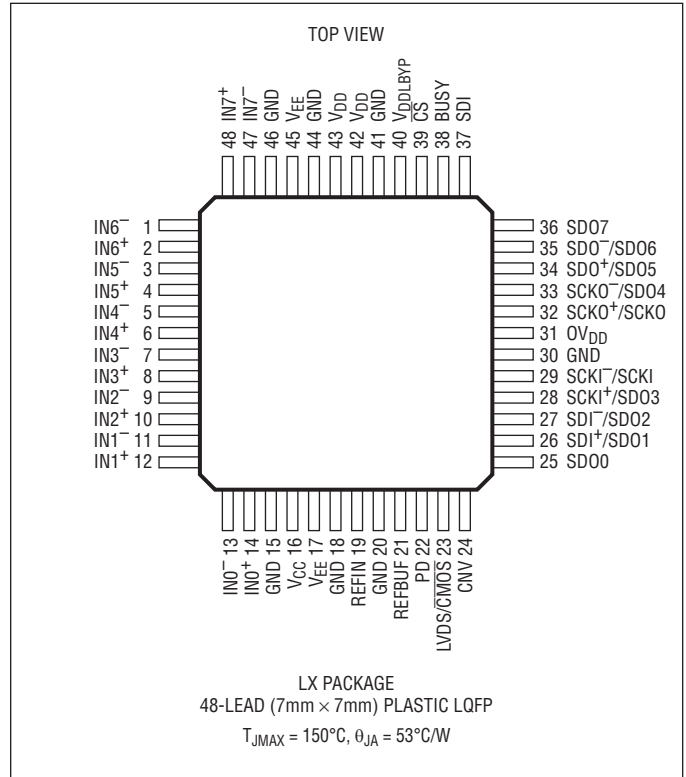 TOP VIEW
48 IN7+
47 IN7−
46 GND
45 VEE
44 GND
43 VDD
42 VDD
41 GND
40 VDDLBYP
39 C̅S̅
38 BUSY
37 SDI
IN6− 1
IN6+ 2
IN5− 3
IN5+ 4
IN4− 5
IN4+ 6
IN3− 7
IN3+ 8
IN2− 9
IN2+ 10
IN1− 11
IN1+ 12
36 SDO7
35 SDO−/SDO6
34 SDO+/SDO5
33 SCKO−/SDO4
32 SCKO+/SCKO
31 OVDD
30 GND
29 SCKI−/SCKI
28 SCKI+/SDO3
27 SDI−/SDO2
26 SDI+/SDO1
25 SDO0
IN0− 13
IN0+ 14
GND 15
VCC 16
VEE 17
GND 18
REFIN 19
GND 20
REFBUF 21
PD 22
LVDS/C̅M̅O̅S̅ 23
CNV 24
LX PACKAGE
48-LEAD (7mm × 7mm) PLASTIC LQFP
TJMAX = 150°C, θJA = 53°C/W